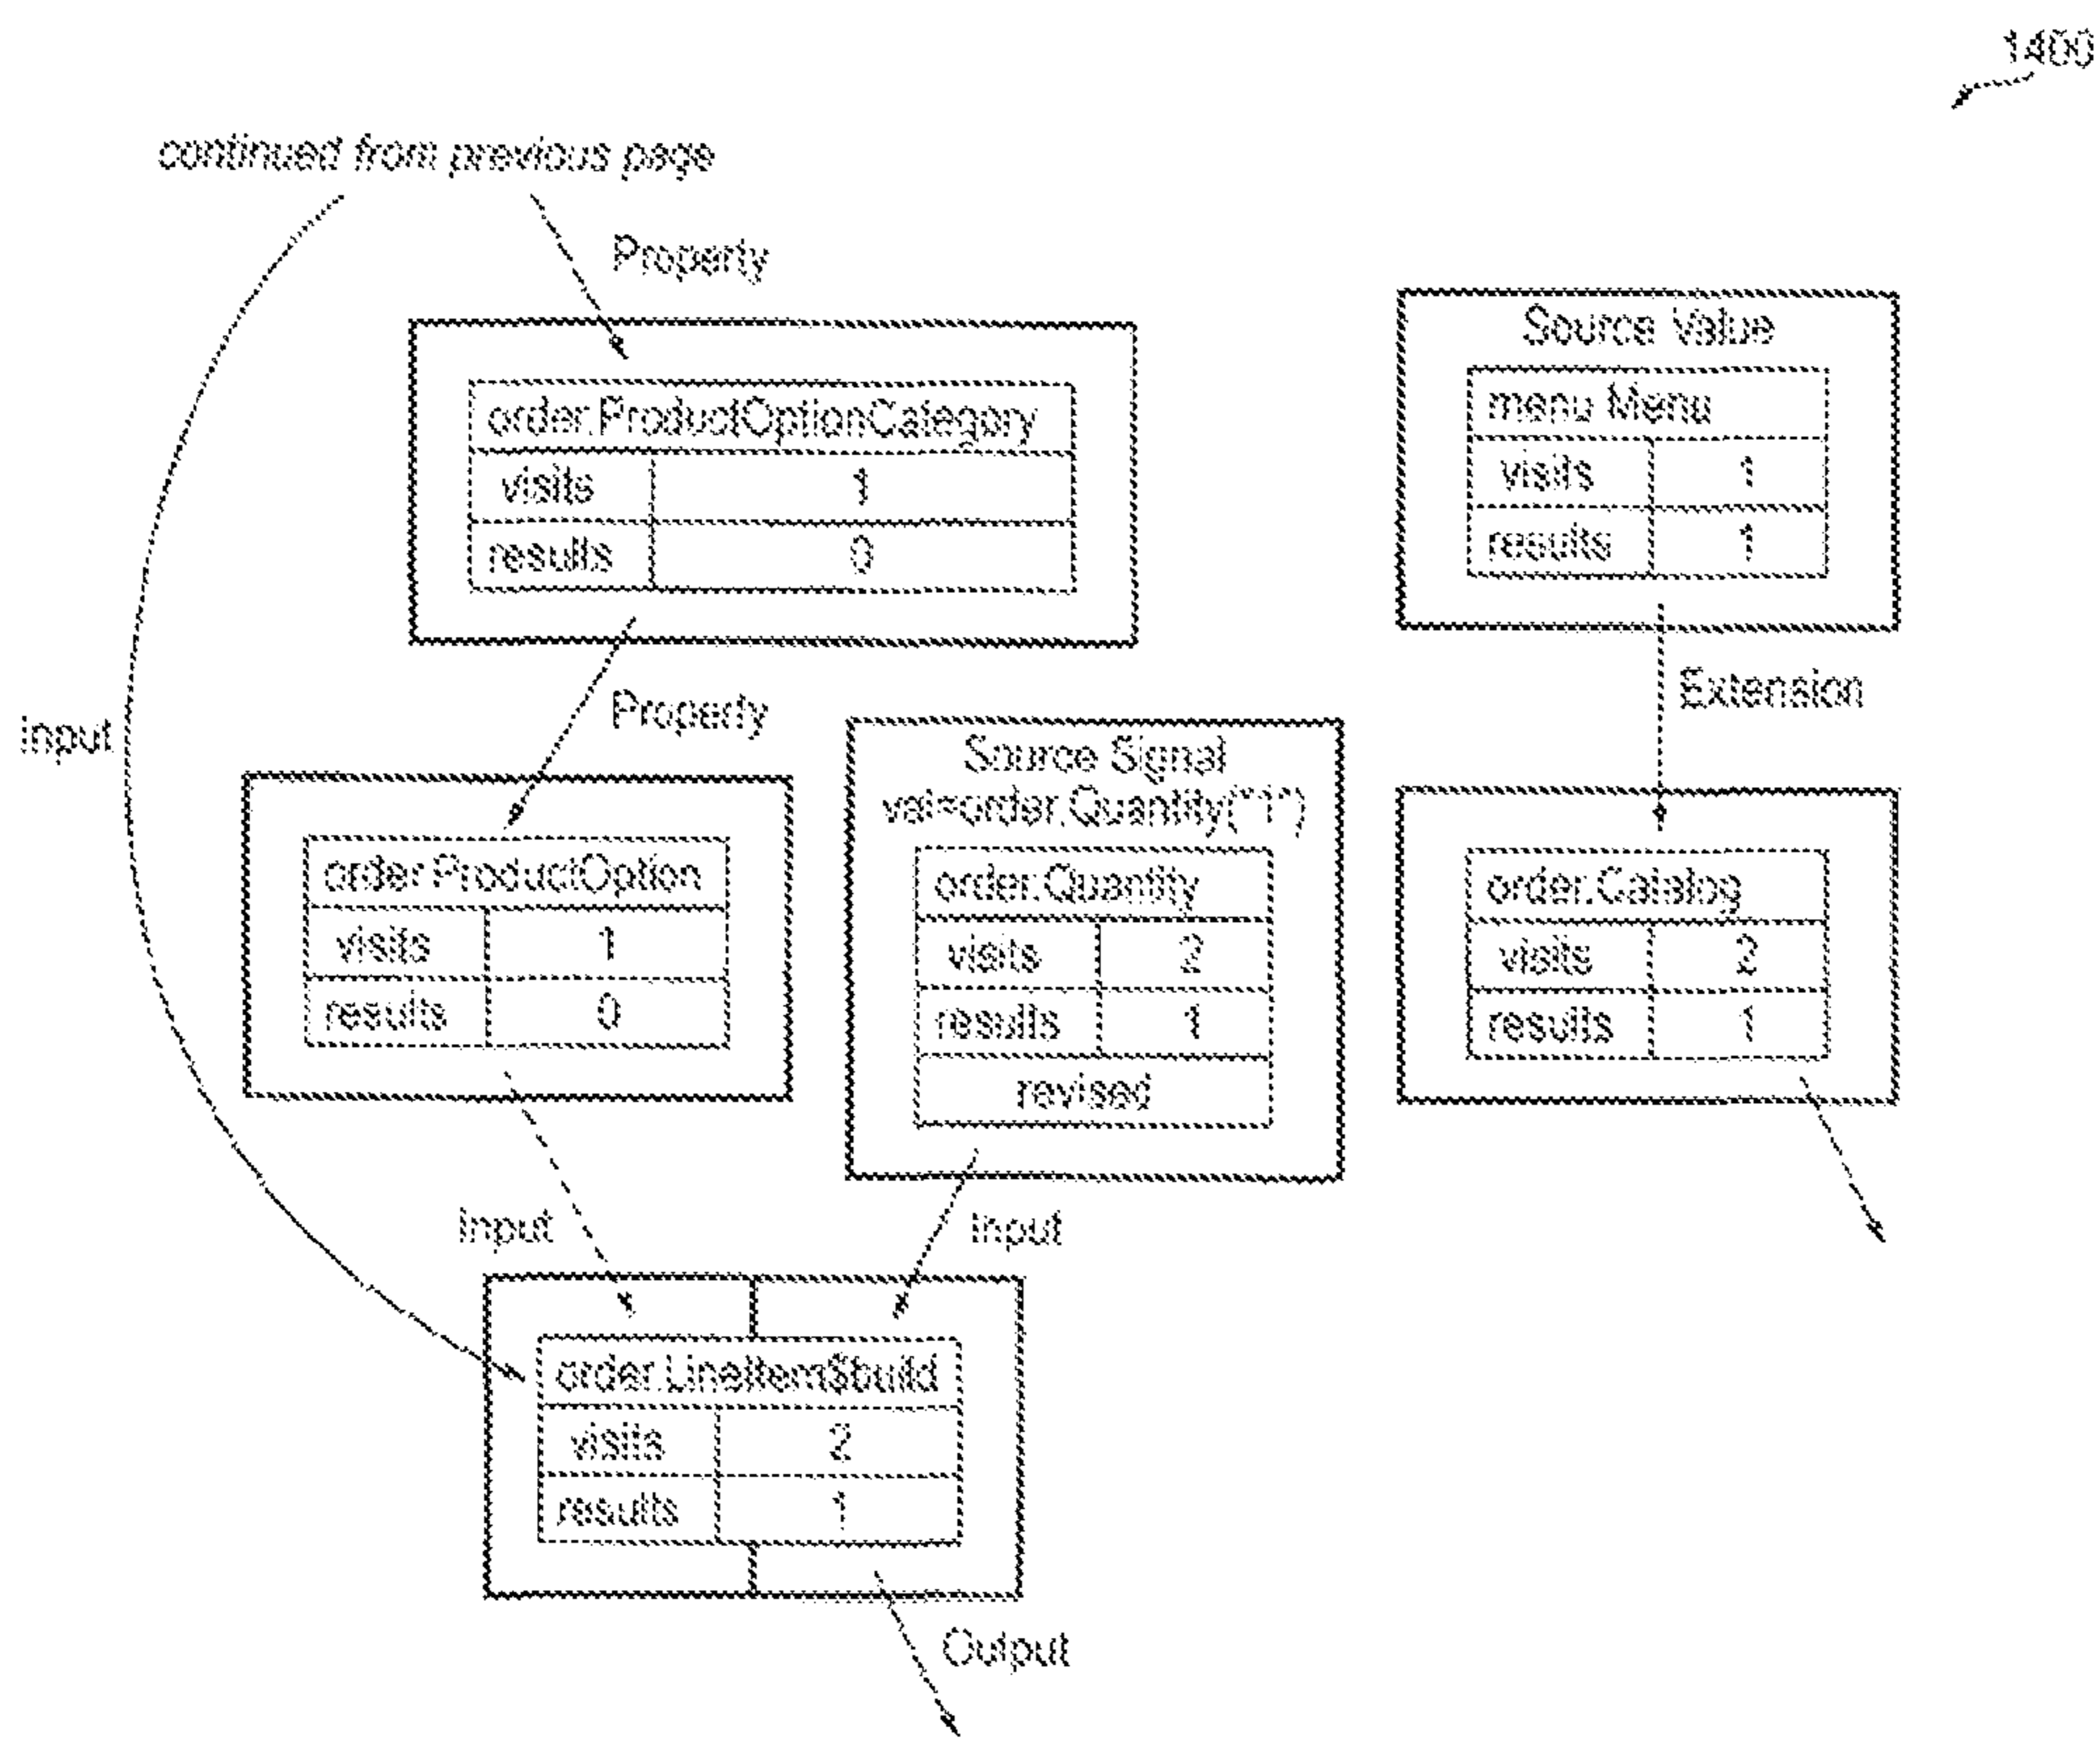 1400
continued from previous page
Property
Source Value
menu.Menu
visits 1
results 1
order.ProductOptionCategory
visits 1
results 0
Extension
Property
Input
Source Signal
val=order.Quantity("1")
order.ProductOption
visits 1
results 0
order.Quantity
visits 2
results 1
revised
order.Catalog
visits 2
results 1
Input
Input
order.LineItem$build
visits 2
results 1
Output